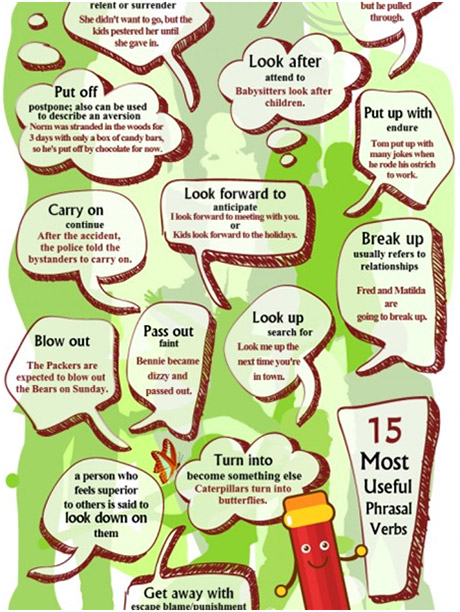 relent or surrender
She didn't want to go, but the
kids pestered her until
she gave in.
but he pulled
through.
Look after
attend to
Babysitters look after
children.
Put off
postpone; also can be used
to describe an aversion
Norm was stranded in the woods for
3 days with only a box of candy bars,
so he's put off by chocolate for now.
Put up with
endure
Tom put up with
many jokes when
he rode his ostrich
to work.
Look forward to
anticipate
I look forward to meeting with you.
or
Kids look forward to the holidays.
Carry on
continue
After the accident,
the police told the
bystanders to carry on.
Break up
usually refers to
relationships
Fred and Matilda
are
going to break up.
Look up
search for
Look me up the
next time you're
in town.
Pass out
faint
Bennie became
dizzy and
passed out.
Blow out
The Packers are
expected to blow out
the Bears on Sunday.
15
Most
Useful
Phrasal
Verbs
Turn into
become something else
Caterpillars turn into
butterflies.
a person who
feels superior
to others is said to
look down on
them
Get away with
escape blame/punishment